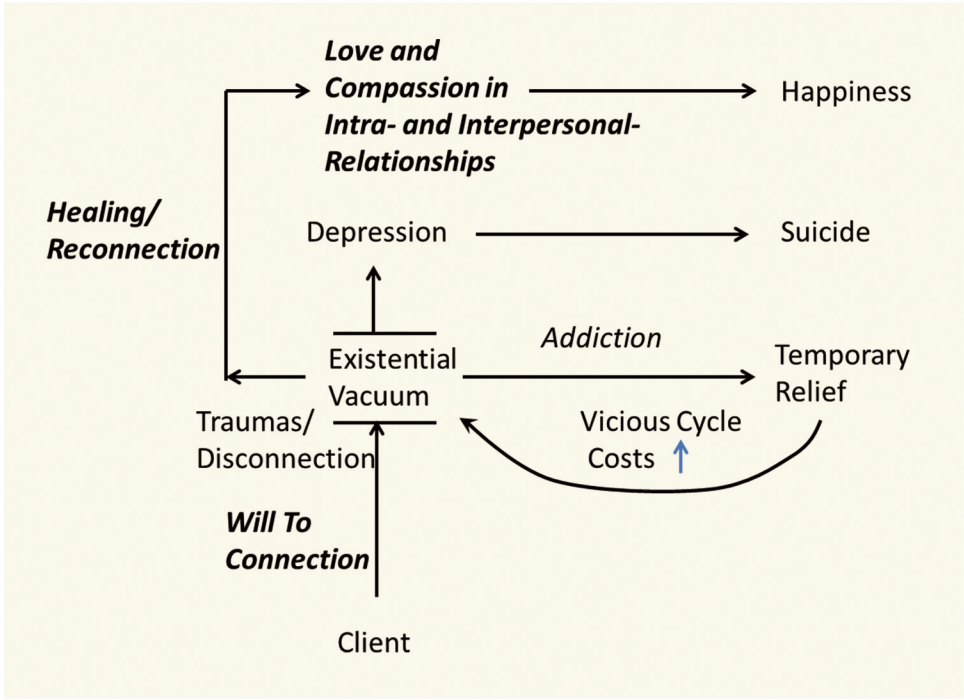 Love and
Compassion in
Intra- and Interpersonal-
Relationships
Happiness
Healing/
Reconnection
Depression
Suicide
Addiction
Existential
Vacuum
Temporary
Relief
Traumas/
Disconnection
Vicious Cycle
Costs
Will To
Connection
Client